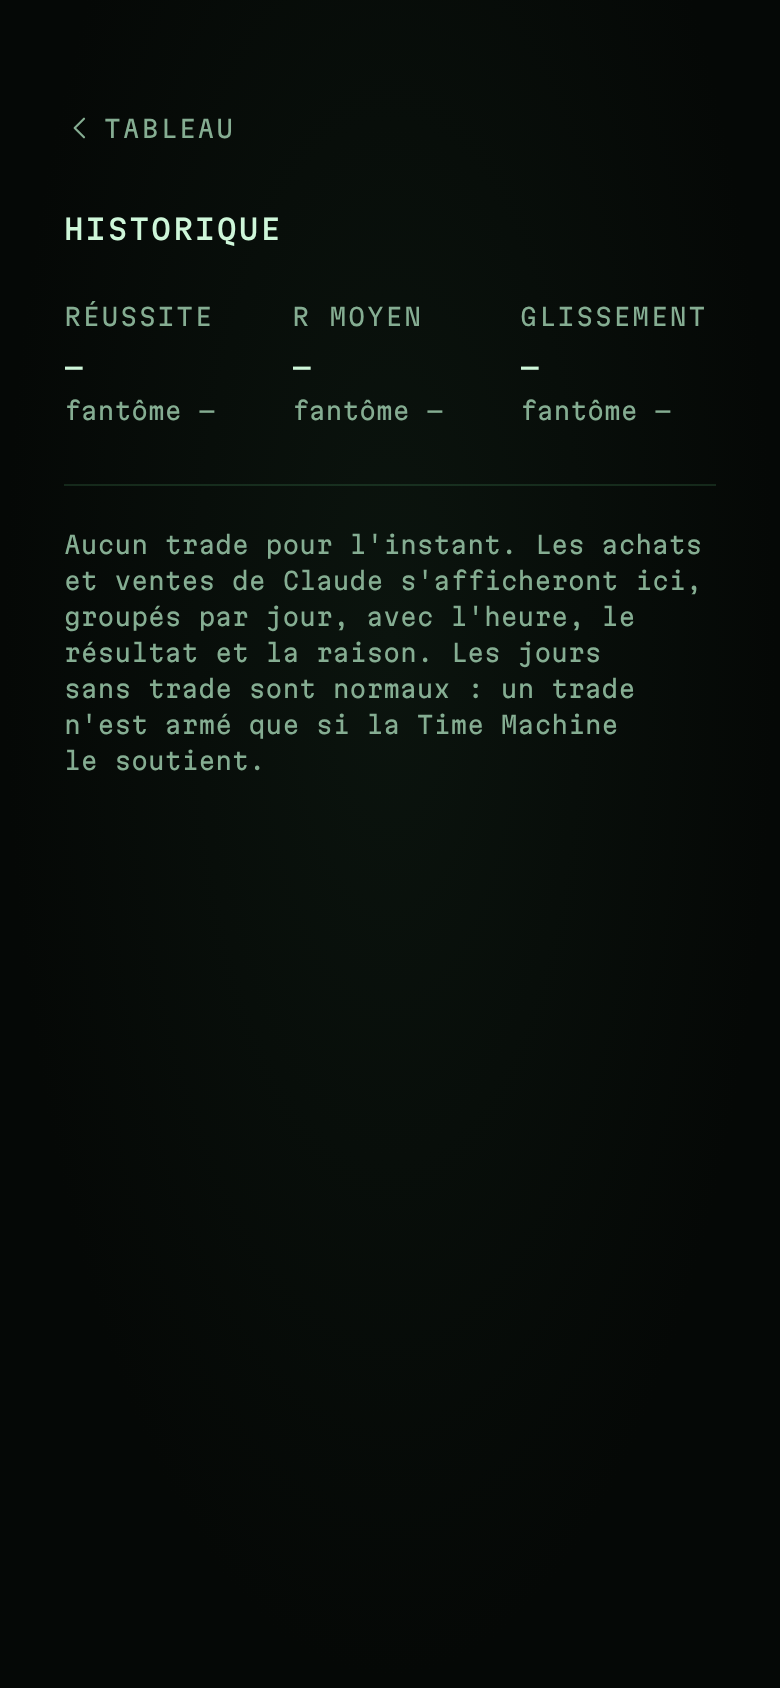 TABLEAU
HISTORIQUE
RÉUSSITE R MOYEN GLISSEMENT
— — —
fantôme — fantôme — fantôme —
Aucun trade pour l'instant. Les achats
et ventes de Claude s'afficheront ici,
groupés par jour, avec l'heure, le
résultat et la raison. Les jours
sans trade sont normaux : un trade
n'est armé que si la Time Machine
le soutient.